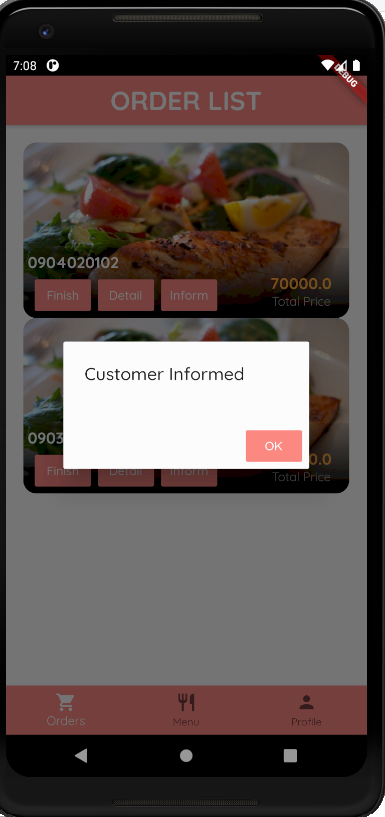 7:08
DEBUG
ORDER LIST
0904020102
70000.0
Finish Detail Inform
Total Price
Customer Informed
0903
0.0
OK
Finish Detail Inform
Total Price
Orders Menu Profile